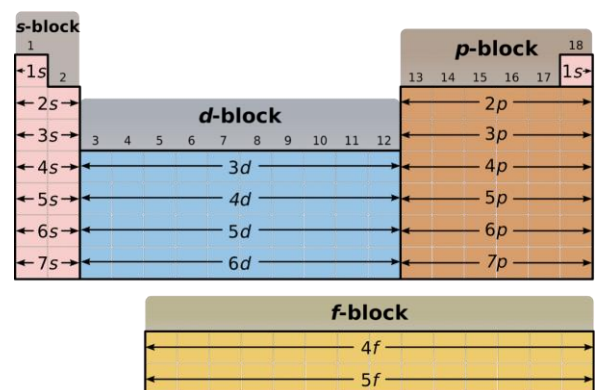 s-block
1
p-block
18
1s
2
13 14 15 16 17
1s
2s
d-block
2p
3s
3 4 5 6 7 8 9 10 11 12
3p
4s
3d
4p
5s
4d
5p
6s
5d
6p
7s
6d
7p
f-block
4f
5f